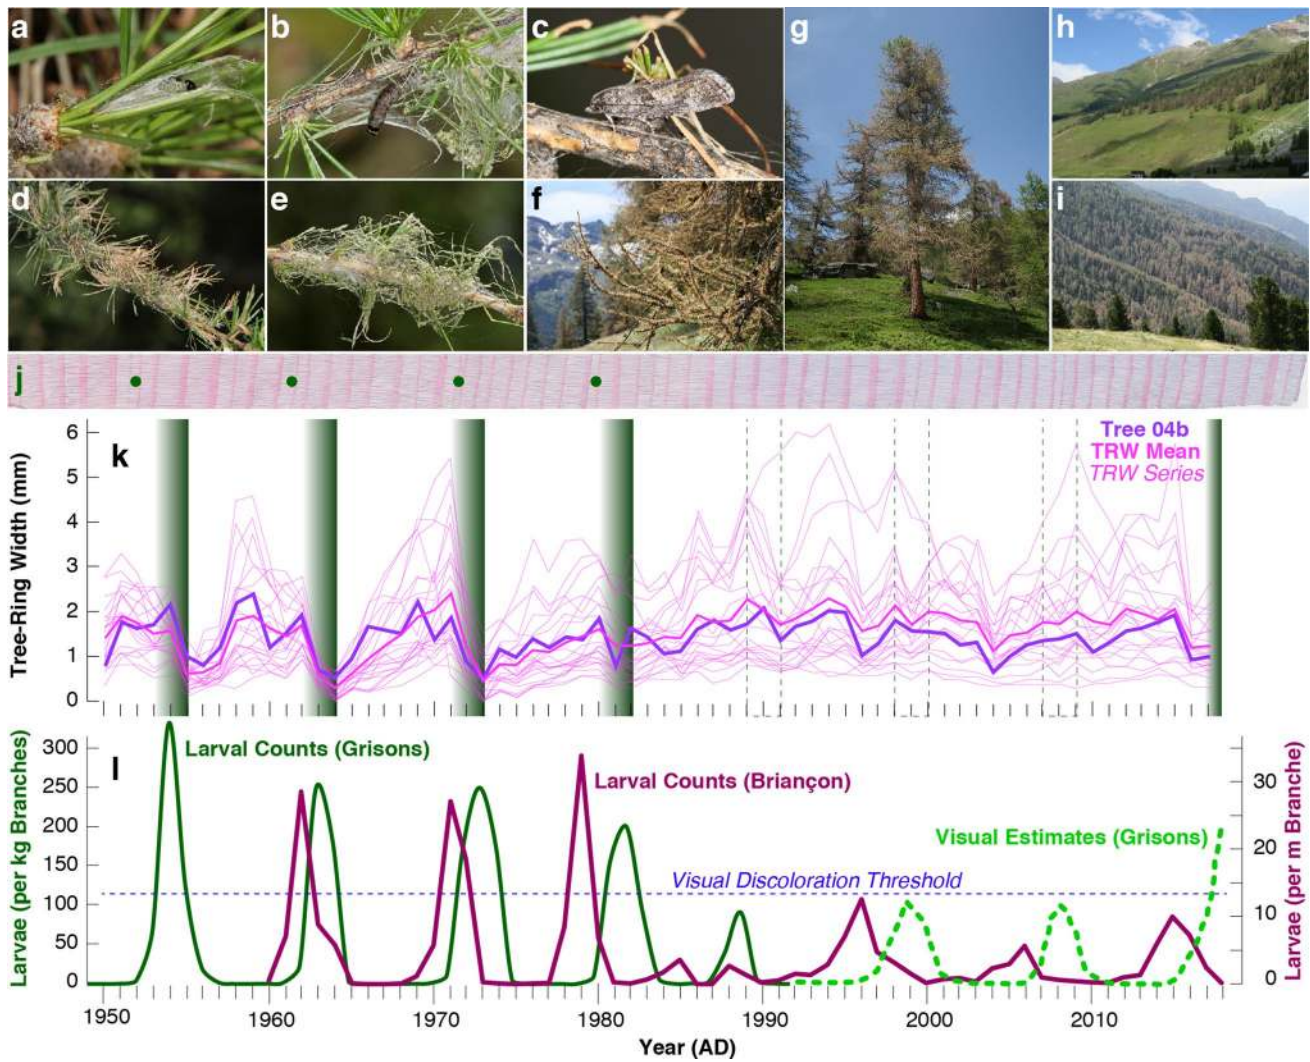 a b c g h
d e f i
j
k
Tree 04b
TRW Mean
TRW Series
Tree-Ring Width (mm)
6
5
4
3
2
1
0
l
Larval Counts (Grisons)
Larval Counts (Briançon)
Visual Estimates (Grisons)
Visual Discoloration Threshold
Larvae (per kg Branches)
300
250
200
150
100
50
0
Larvae (per m Branche)
30
20
10
0
1950 1960 1970 1980 1990 2000 2010
Year (AD)